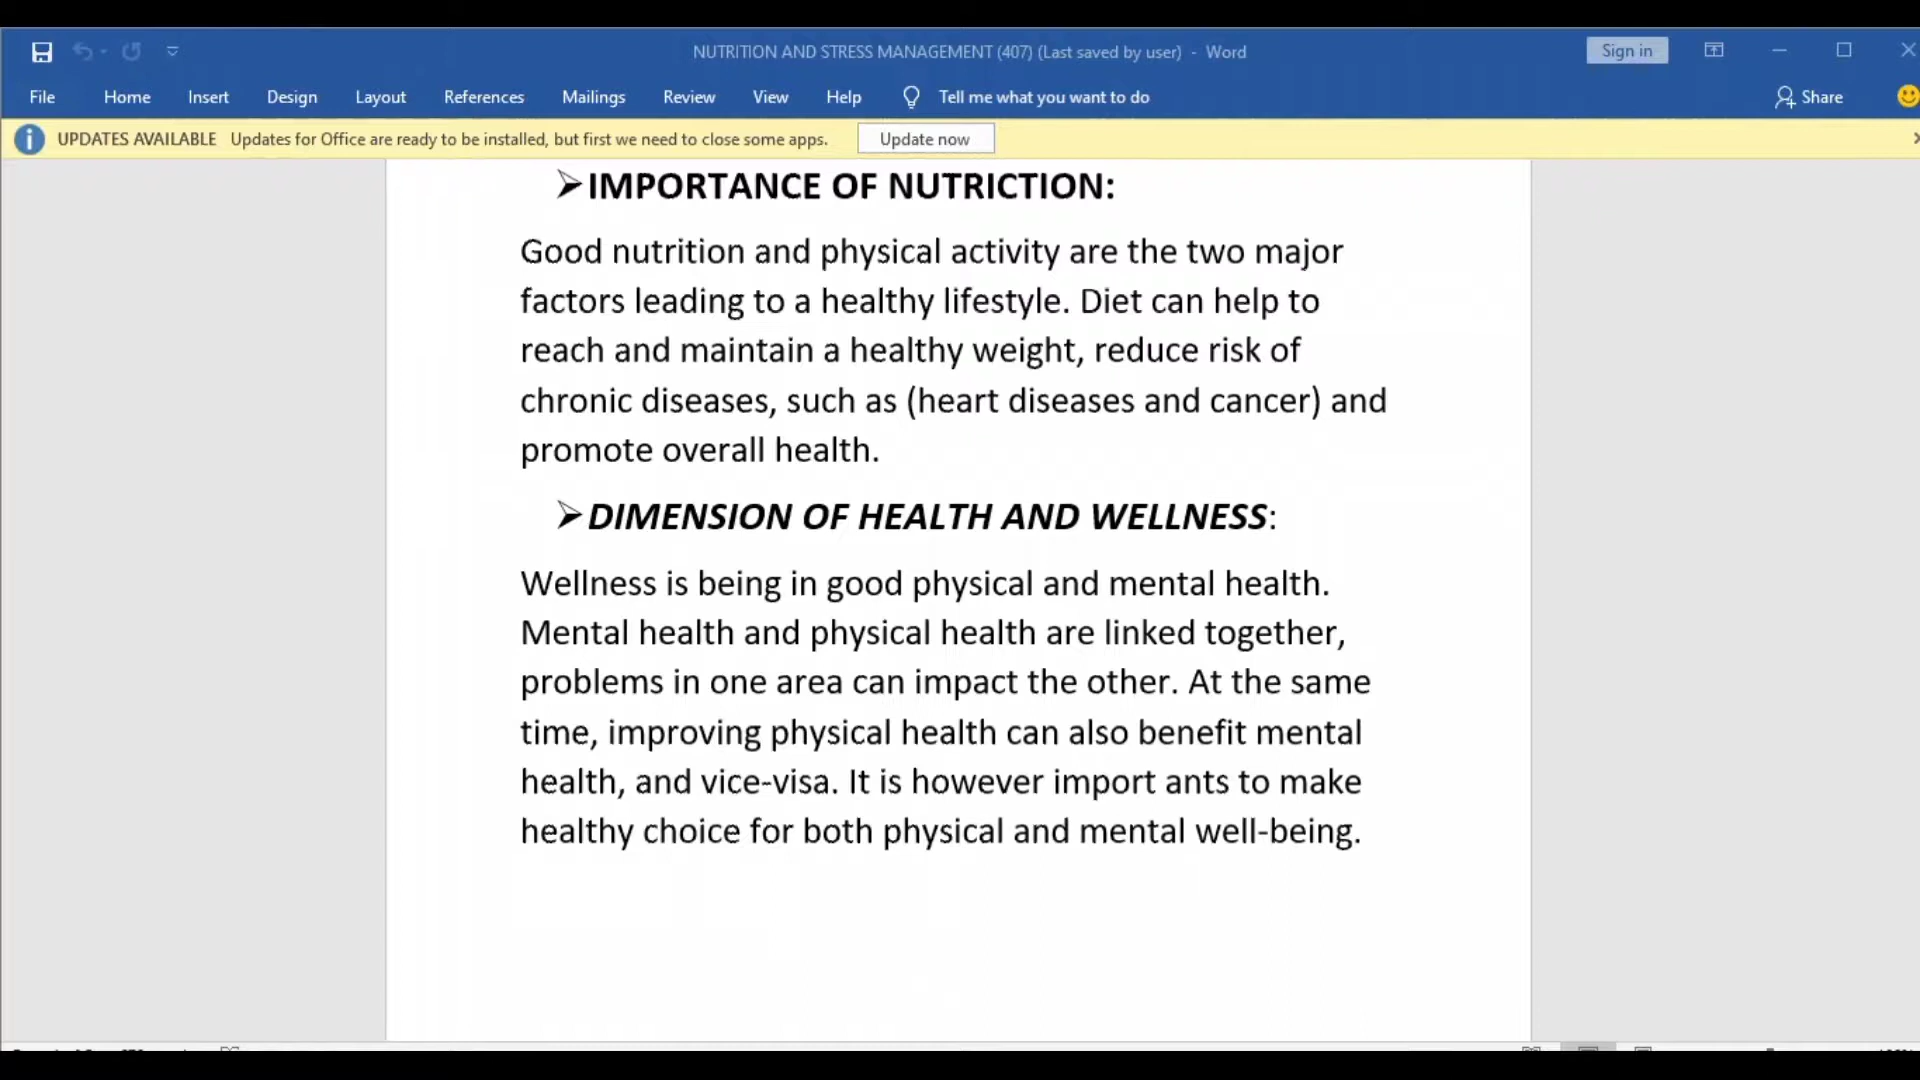 NUTRITION AND STRESS MANAGEMENT (407) (Last saved by user) - Word
Sign in
File Home Insert Design Layout References Mailings Review View Help Tell me what you want to do Share
UPDATES AVAILABLE Updates for Office are ready to be installed, but first we need to close some apps. Update now
IMPORTANCE OF NUTRICTION:
Good nutrition and physical activity are the two major
factors leading to a healthy lifestyle. Diet can help to
reach and maintain a healthy weight, reduce risk of
chronic diseases, such as (heart diseases and cancer) and
promote overall health.
DIMENSION OF HEALTH AND WELLNESS:
Wellness is being in good physical and mental health.
Mental health and physical health are linked together,
problems in one area can impact the other. At the same
time, improving physical health can also benefit mental
health, and vice-visa. It is however import ants to make
healthy choice for both physical and mental well-being.